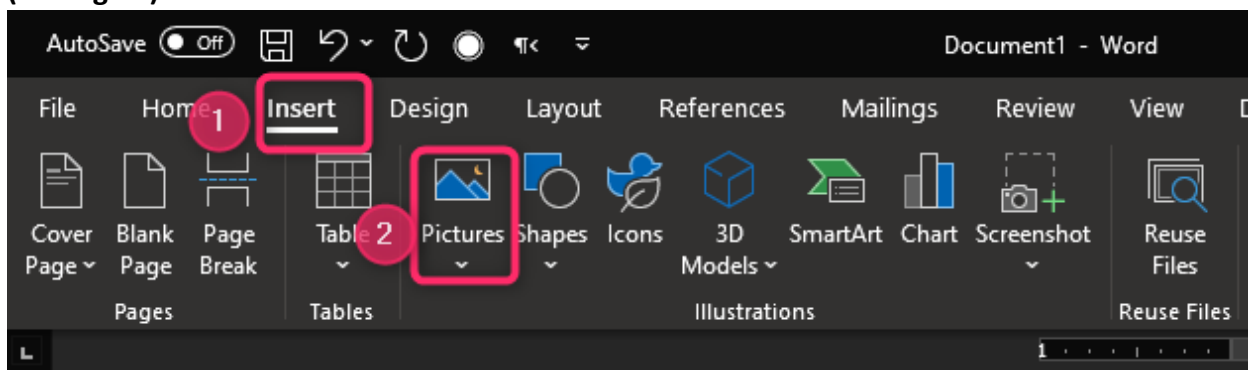 AutoSave Off Document1 - Word
File Home 1 Insert Design Layout References Mailings Review View
Cover Page Blank Page Page Break Table 2 Pictures Shapes Icons 3D Models SmartArt Chart Screenshot Reuse Files
Pages Tables Illustrations Reuse Files
L 1